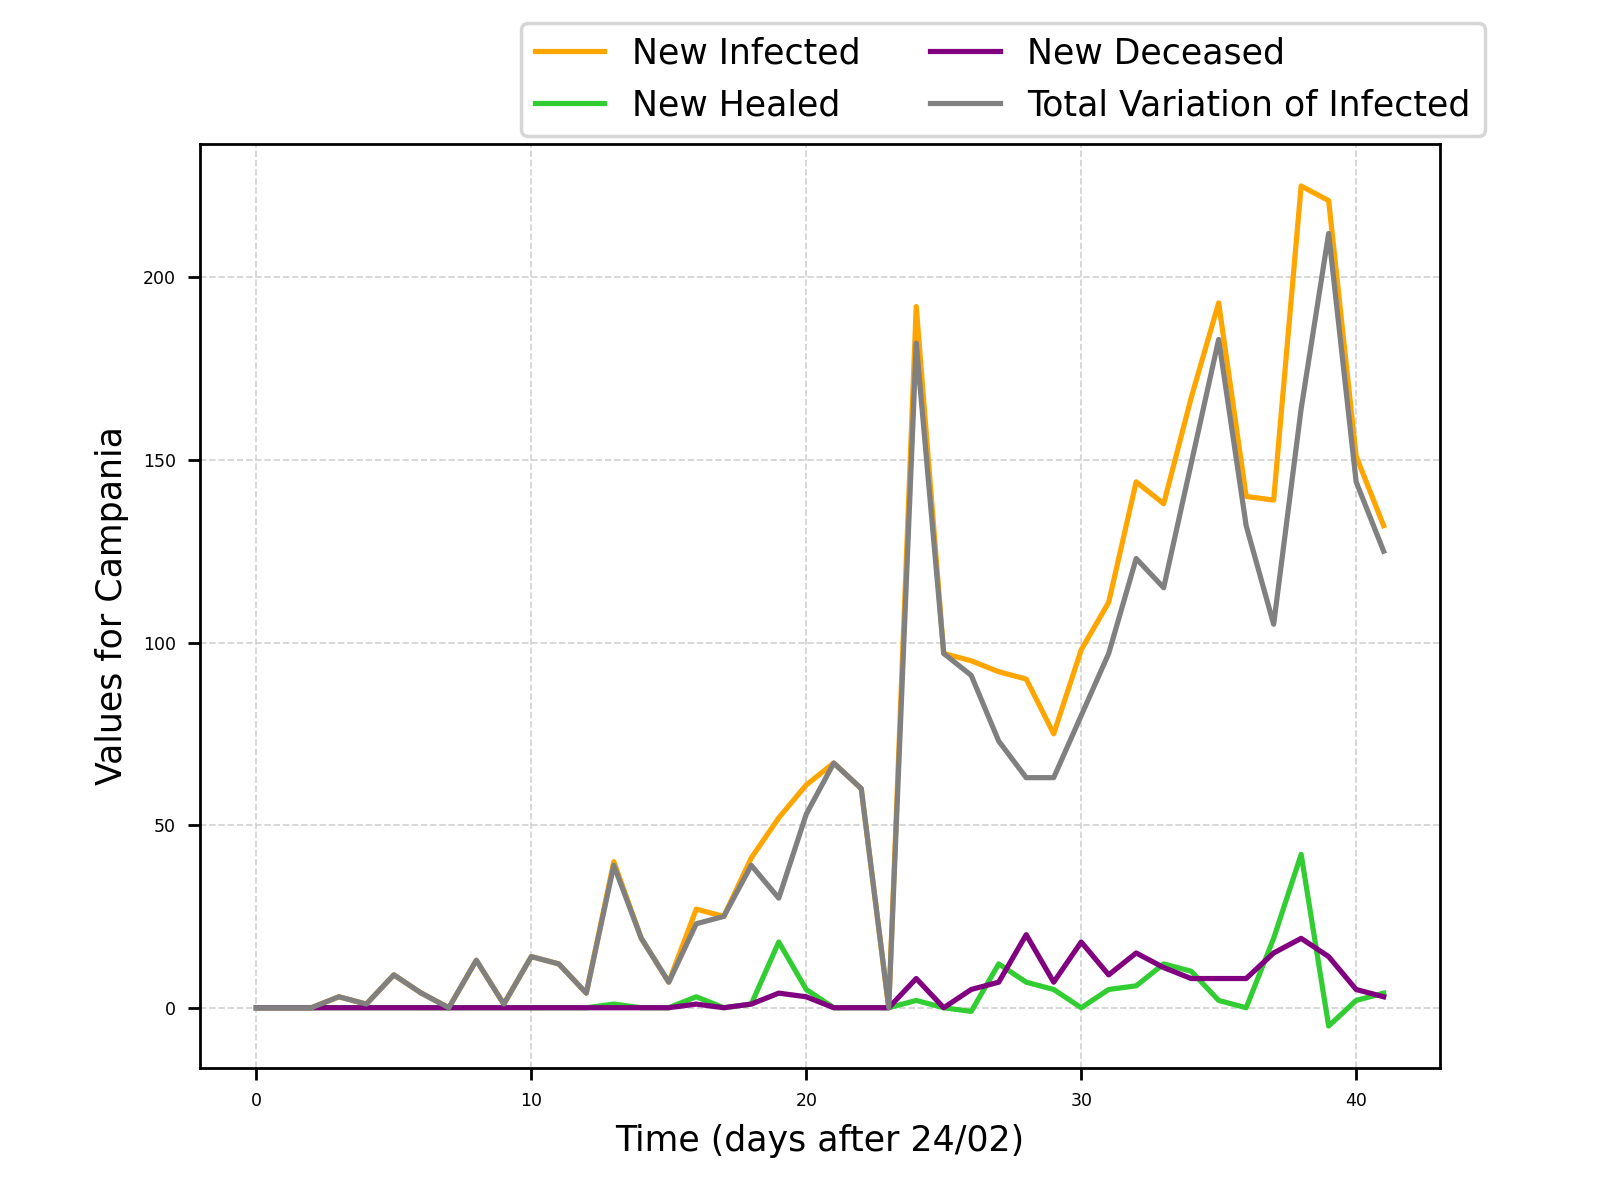 New Infected
New Healed
New Deceased
Total Variation of Infected
Values for Campania
200
150
100
50
0
0 10 20 30 40
Time (days after 24/02)